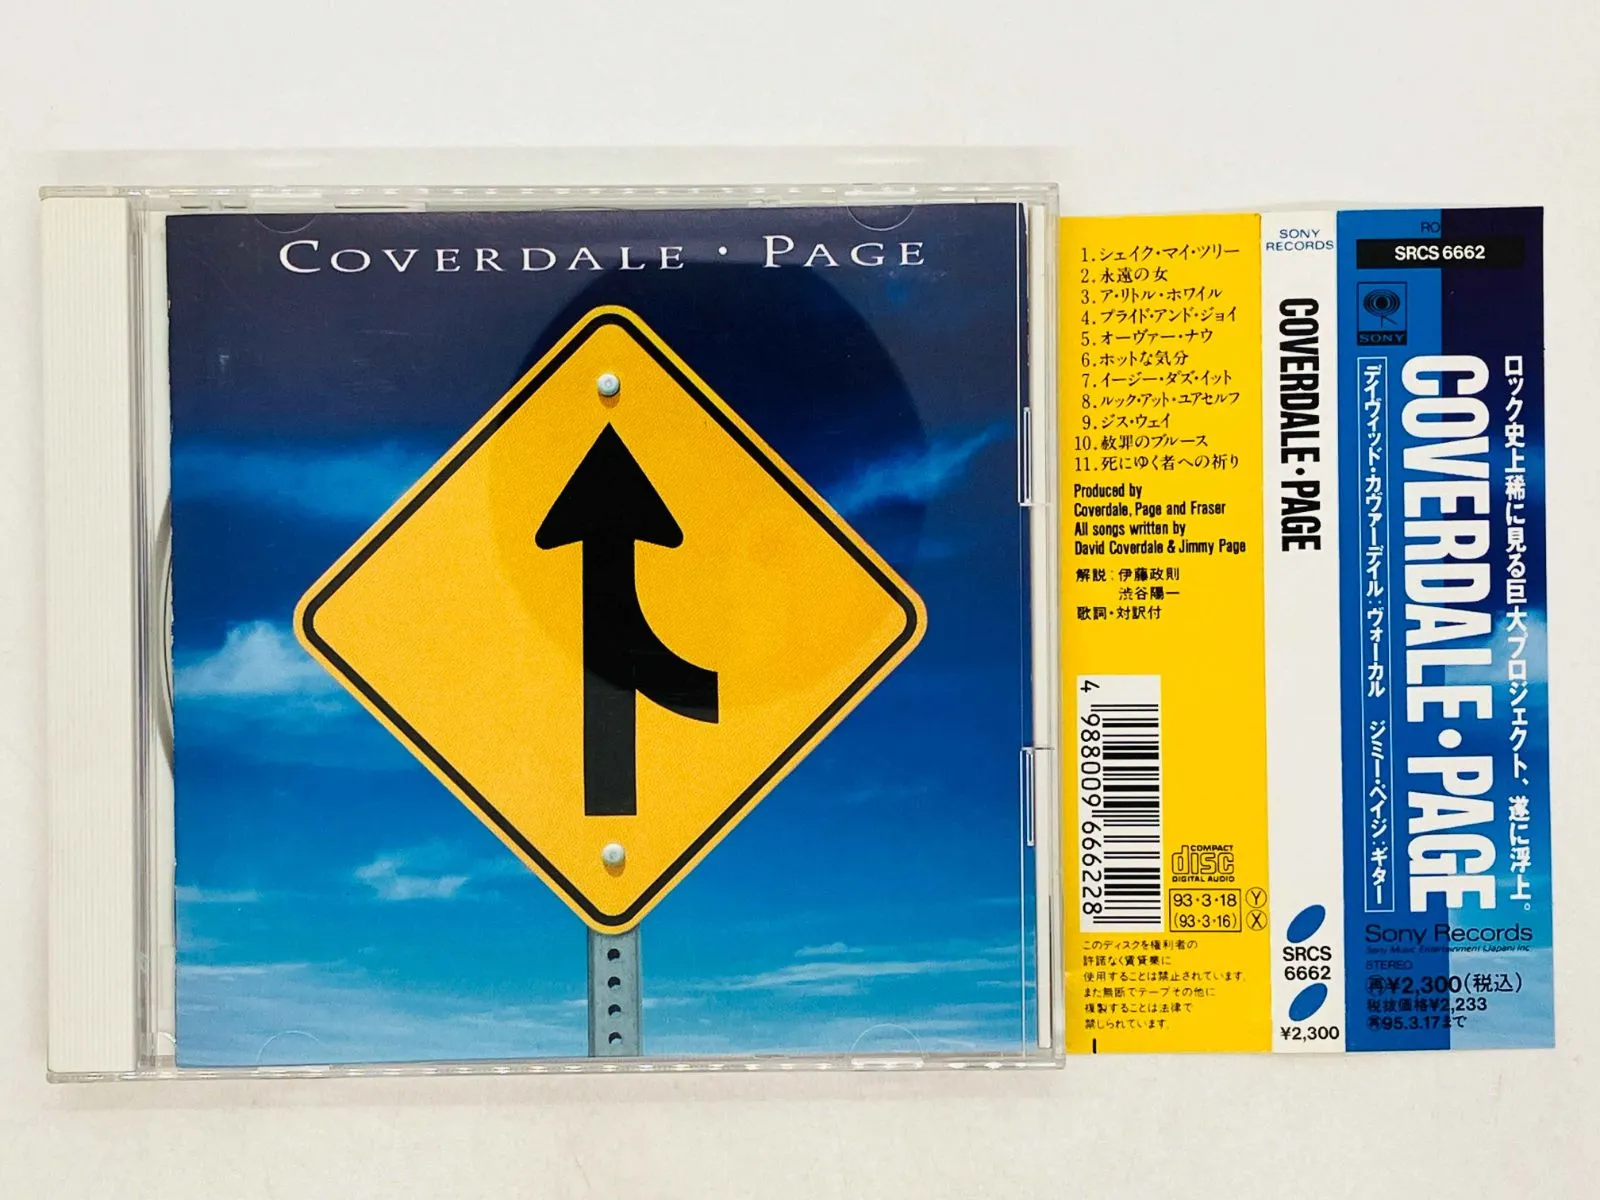 COVERDALE・PAGE
1.シェイク・マイ・ツリー
2.永遠の女
3.ア・リトル・ホワイル
4.プライド・アンド・ジョイ
5.オーヴァー・ナウ
6.ホットな気分
7.イージー・ダズ・イット
8.ルック・アット・ユアセルフ
9.ジス・ウェイ
10.赦罪のブルース
11.死にゆく者への祈り
Produced by
Coverdale, Page and Fraser
All songs written by
David Coverdale & Jimmy Page
解説:伊藤政則
渋谷陽一
歌詞・対訳付
4 988009 666228
COMPACT
disc
DIGITAL AUDIO
93・3・18 Y
(93・3・16) X
このディスクを権利者の
許諾なく賃貸業に
使用することは禁止されています。
また無断でテープその他に
複製することは法律で
禁じられています。
SONY
RECORDS
COVERDALE・PAGE
SRCS
6662
¥2,300
RO
SRCS 6662
SONY
ロック史上稀に見る巨大プロジェクト、遂に浮上。
COVERDALE・PAGE
デイヴィッド・カヴァーデイル:ヴォーカル ジミー・ペイジ:ギター
Sony Records
Sony Music Entertainment (Japan) Inc.
STEREO
再¥2,300(税込)
税抜価格¥2,233
再95.3.17まで